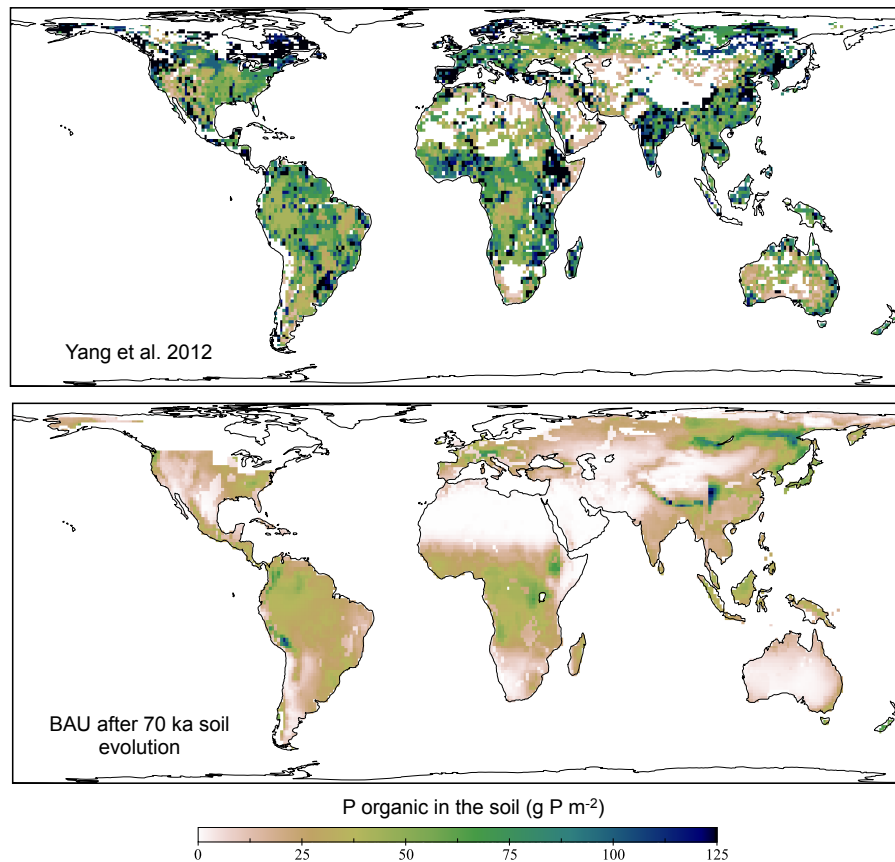 Yang et al. 2012
BAU after 70 ka soil
evolution
P organic in the soil (g P m-2)
0 25 50 75 100 125